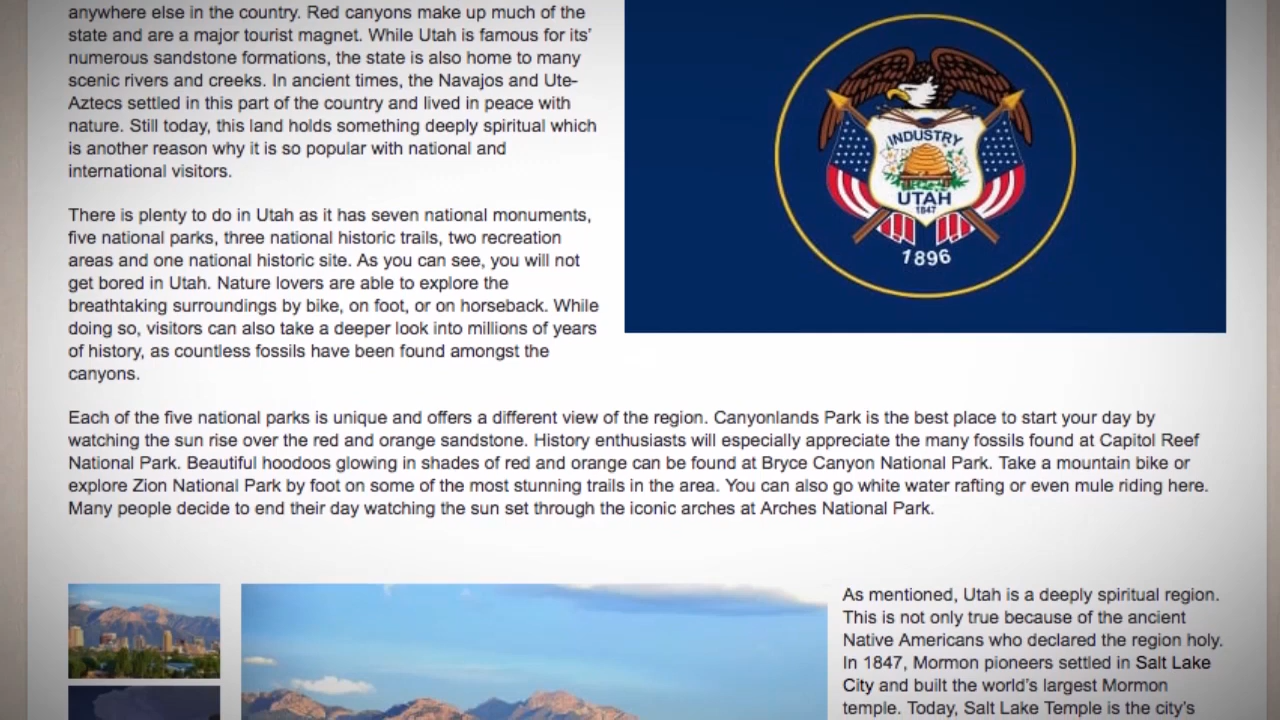 anywhere else in the country. Red canyons make up much of the
state and are a major tourist magnet. While Utah is famous for its’
numerous sandstone formations, the state is also home to many
scenic rivers and creeks. In ancient times, the Navajos and Ute-
Aztecs settled in this part of the country and lived in peace with
nature. Still today, this land holds something deeply spiritual which
is another reason why it is so popular with national and
international visitors.
There is plenty to do in Utah as it has seven national monuments,
five national parks, three national historic trails, two recreation
areas and one national historic site. As you can see, you will not
get bored in Utah. Nature lovers are able to explore the
breathtaking surroundings by bike, on foot, or on horseback. While
doing so, visitors can also take a deeper look into millions of years
of history, as countless fossils have been found amongst the
canyons.
INDUSTRY
UTAH
1847
1896
Each of the five national parks is unique and offers a different view of the region. Canyonlands Park is the best place to start your day by
watching the sun rise over the red and orange sandstone. History enthusiasts will especially appreciate the many fossils found at Capitol Reef
National Park. Beautiful hoodoos glowing in shades of red and orange can be found at Bryce Canyon National Park. Take a mountain bike or
explore Zion National Park by foot on some of the most stunning trails in the area. You can also go white water rafting or even mule riding here.
Many people decide to end their day watching the sun set through the iconic arches at Arches National Park.
As mentioned, Utah is a deeply spiritual region.
This is not only true because of the ancient
Native Americans who declared the region holy.
In 1847, Mormon pioneers settled in Salt Lake
City and built the world’s largest Mormon
temple. Today, Salt Lake Temple is the city’s